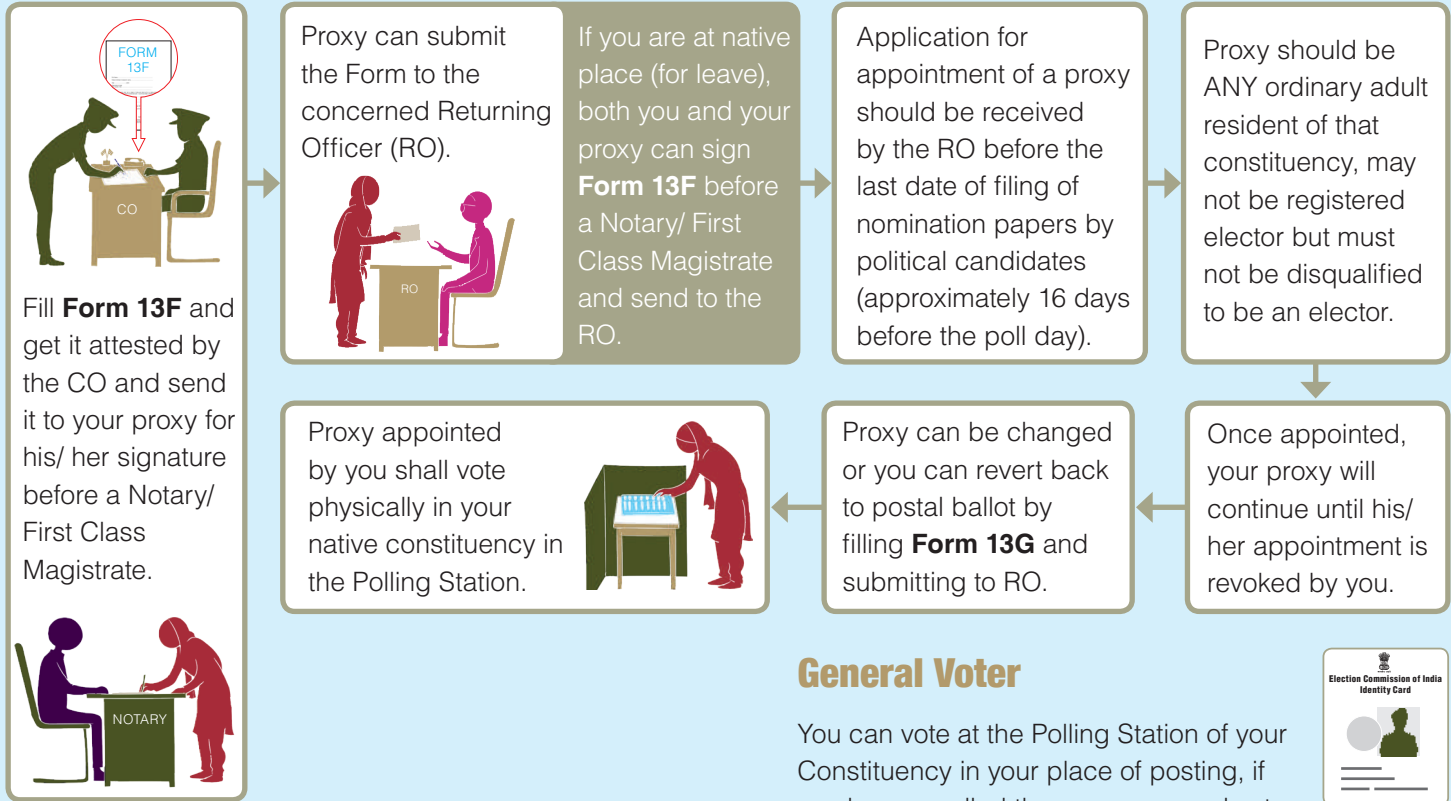 FORM
13F
CO
Fill Form 13F and
get it attested by
the CO and send
it to your proxy for
his/ her signature
before a Notary/
First Class
Magistrate.
NOTARY
Proxy can submit
the Form to the
concerned Returning
Officer (RO).
RO
If you are at native
place (for leave),
both you and your
proxy can sign
Form 13F before
a Notary/ First
Class Magistrate
and send to the
RO.
Application for
appointment of a proxy
should be received
by the RO before the
last date of filing of
nomination papers by
political candidates
(approximately 16 days
before the poll day).
Proxy should be
ANY ordinary adult
resident of that
constituency, may
not be registered
elector but must
not be disqualified
to be an elector.
Once appointed,
your proxy will
continue until his/
her appointment is
revoked by you.
Proxy can be changed
or you can revert back
to postal ballot by
filling Form 13G and
submitting to RO.
Proxy appointed
by you shall vote
physically in your
native constituency in
the Polling Station.
General Voter
You can vote at the Polling Station of your
Constituency in your place of posting, if
Election Commission of India
Identity Card